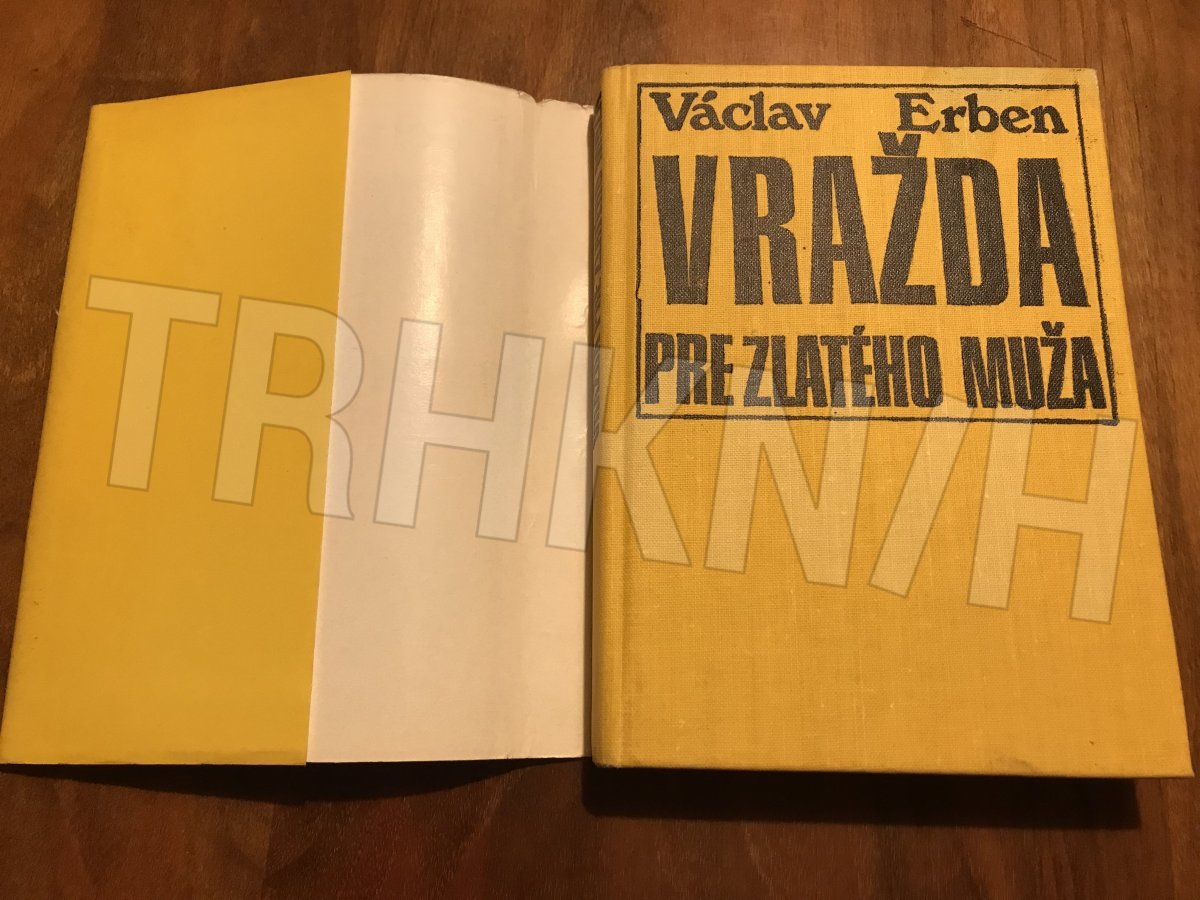 Václav Erben
VRAŽDA
PRE ZLATÉHO MUŽA
TRHKNIH